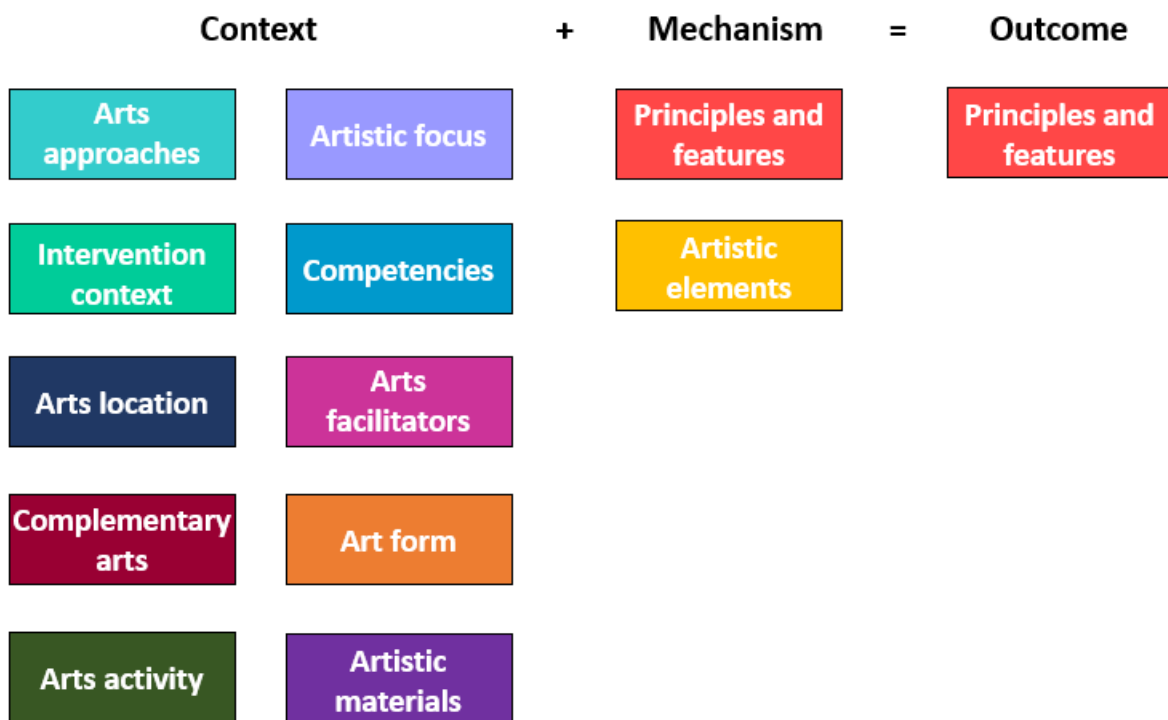 Context + Mechanism = Outcome
Arts
approaches
Artistic focus
Principles and
features
Principles and
features
Intervention
context
Competencies
Artistic
elements
Arts location
Arts
facilitators
Complementary
arts
Art form
Arts activity
Artistic
materials